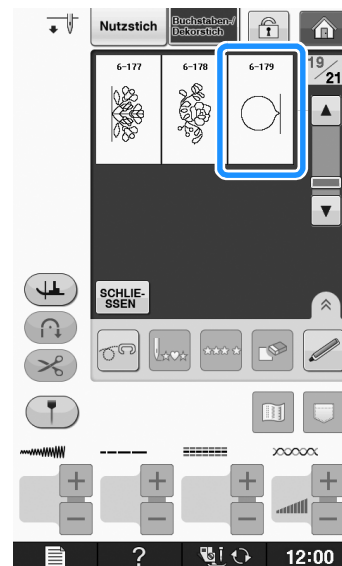 Nutzstich
Buchstaben-/
Dekorstich
6-177
6-178
6-179
19/21
SCHLIE-
SSEN
?
12:00